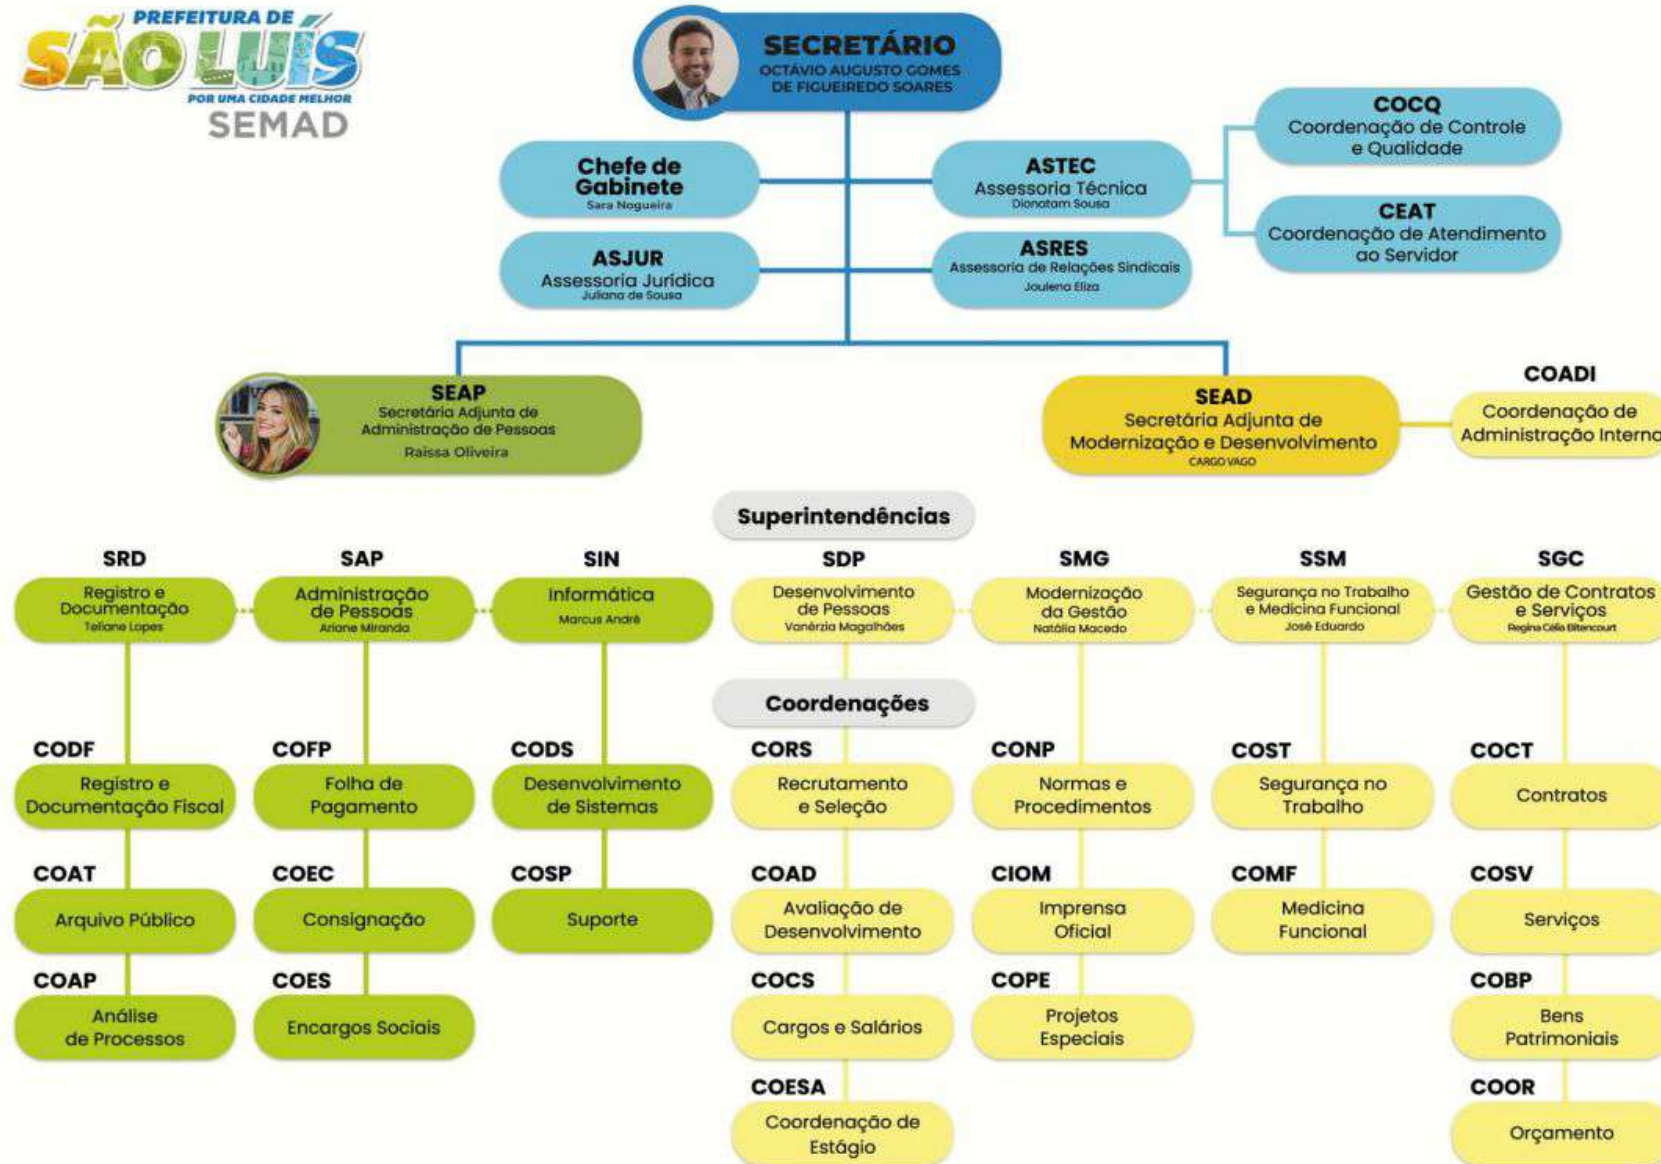 PREFEITURA DE
SÃO LUÍS
POR UMA CIDADE MELHOR
SEMAD
SECRETÁRIO
OCTÁVIO AUGUSTO GOMES
DE FIGUEIREDO SOARES
Chefe de
Gabinete
Sara Nogueira
ASTEC
Assessoria Técnica
Dionatam Sousa
COCQ
Coordenação de Controle
e Qualidade
CEAT
Coordenação de Atendimento
ao Servidor
ASJUR
Assessoria Jurídica
Juliana de Sousa
ASRES
Assessoria de Relações Sindicais
Joulena Eliza
SEAP
Secretária Adjunta de
Administração de Pessoas
Raissa Oliveira
SEAD
Secretária Adjunta de
Modernização e Desenvolvimento
CARGO VAGO
COADI
Coordenação de
Administração Interna
Superintendências
SRD
Registro e
Documentação
Teliane Lopes
SAP
Administração
de Pessoas
Ariane Miranda
SIN
Informática
Marcus André
SDP
Desenvolvimento
de Pessoas
Vanérzia Magalhães
SMG
Modernização
da Gestão
Natália Macedo
SSM
Segurança no Trabalho
e Medicina Funcional
José Eduardo
SGC
Gestão de Contratos
e Serviços
Regina Célia Bitencourt
Coordenações
CODF
Registro e
Documentação Fiscal
COFP
Folha de
Pagamento
CODS
Desenvolvimento
de Sistemas
CORS
Recrutamento
e Seleção
CONP
Normas e
Procedimentos
COST
Segurança no
Trabalho
COCT
Contratos
COAT
Arquivo Público
COEC
Consignação
COSP
Suporte
COAD
Avaliação de
Desenvolvimento
CIOM
Imprensa
Oficial
COMF
Medicina
Funcional
COSV
Serviços
COAP
Análise
de Processos
COES
Encargos Sociais
COCS
Cargos e Salários
COPE
Projetos
Especiais
COBP
Bens
Patrimoniais
COESA
Coordenação de
Estágio
COOR
Orçamento